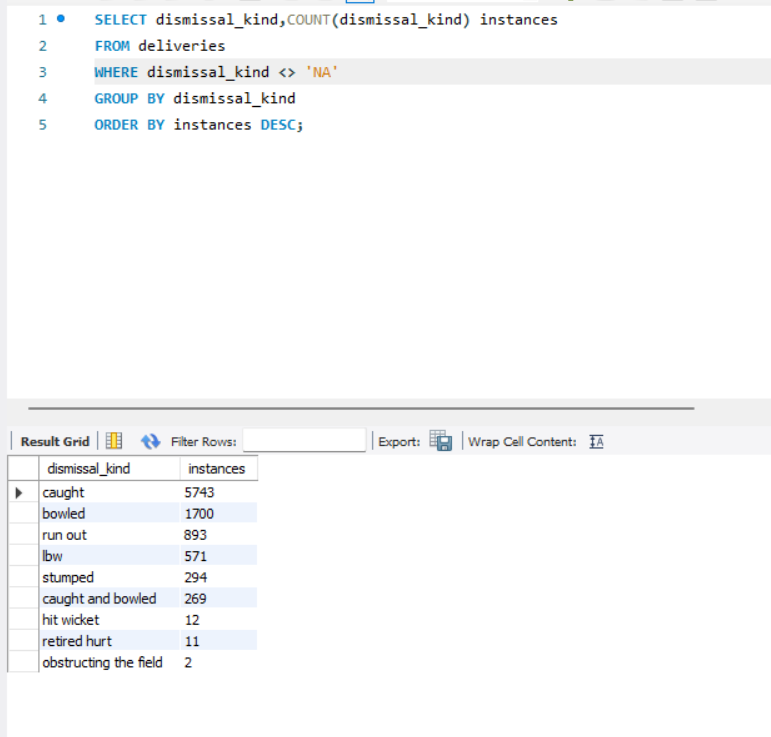 1 SELECT dismissal_kind,COUNT(dismissal_kind) instances
2 FROM deliveries
3 WHERE dismissal_kind <> 'NA'
4 GROUP BY dismissal_kind
5 ORDER BY instances DESC;
Result Grid Filter Rows: Export: Wrap Cell Content: IA
dismissal_kind instances
caught 5743
bowled 1700
run out 893
lbw 571
stumped 294
caught and bowled 269
hit wicket 12
retired hurt 11
obstructing the field 2